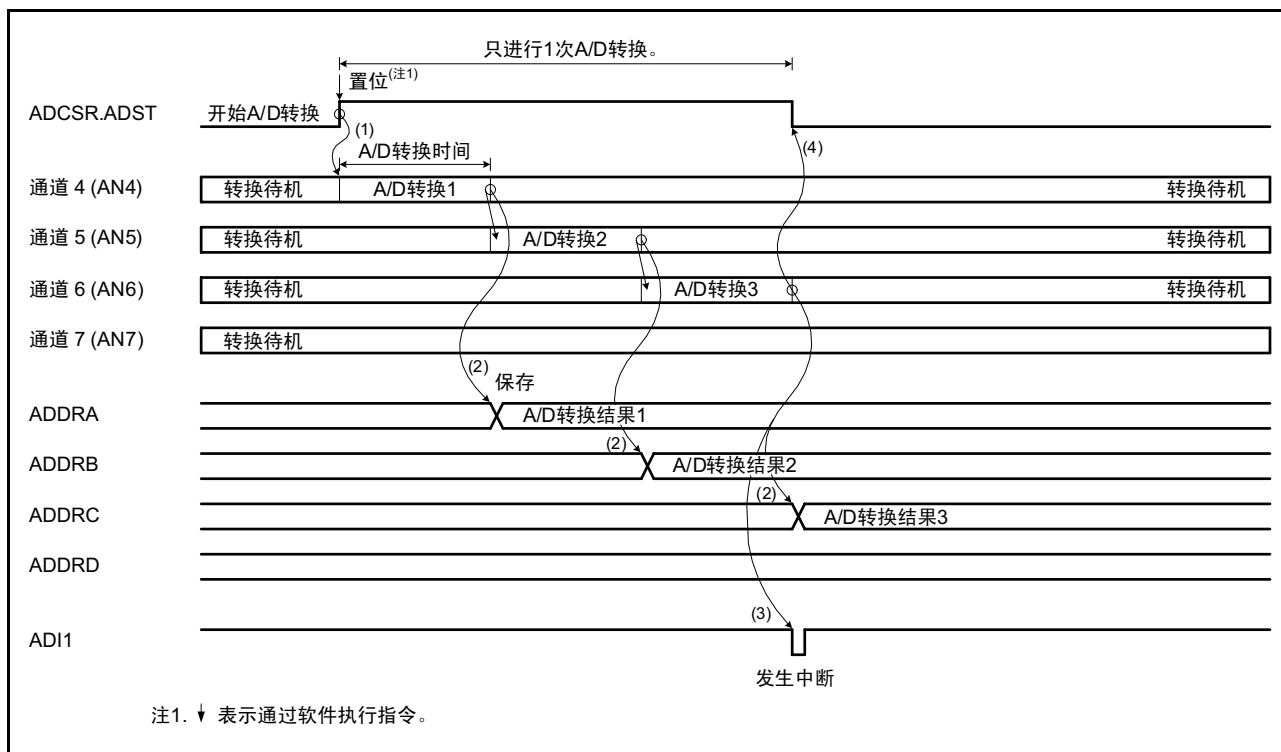 只进行1次A/D转换。
置位(注1)
ADCSR.ADST 开始A/D转换
(1)
(4)
A/D转换时间
通道 4 (AN4) 转换待机 A/D转换1 转换待机
通道 5 (AN5) 转换待机 A/D转换2 转换待机
通道 6 (AN6) 转换待机 A/D转换3 转换待机
通道 7 (AN7) 转换待机
(2) 保存
ADDRA A/D转换结果1
(2)
ADDRB A/D转换结果2
(2)
ADDRC A/D转换结果3
ADDRD
(3)
ADI1
发生中断
注1. 表示通过软件执行指令。